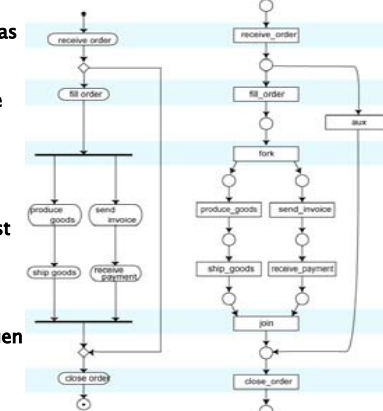 as
receive order
receive_order
fill order
fill_order
e
aux
fork
produce
goods
send
invoice
produce_goods
send_invoice
st
ship goods
receive
payment
ship_goods
receive_payment
join
en
close order
close_order